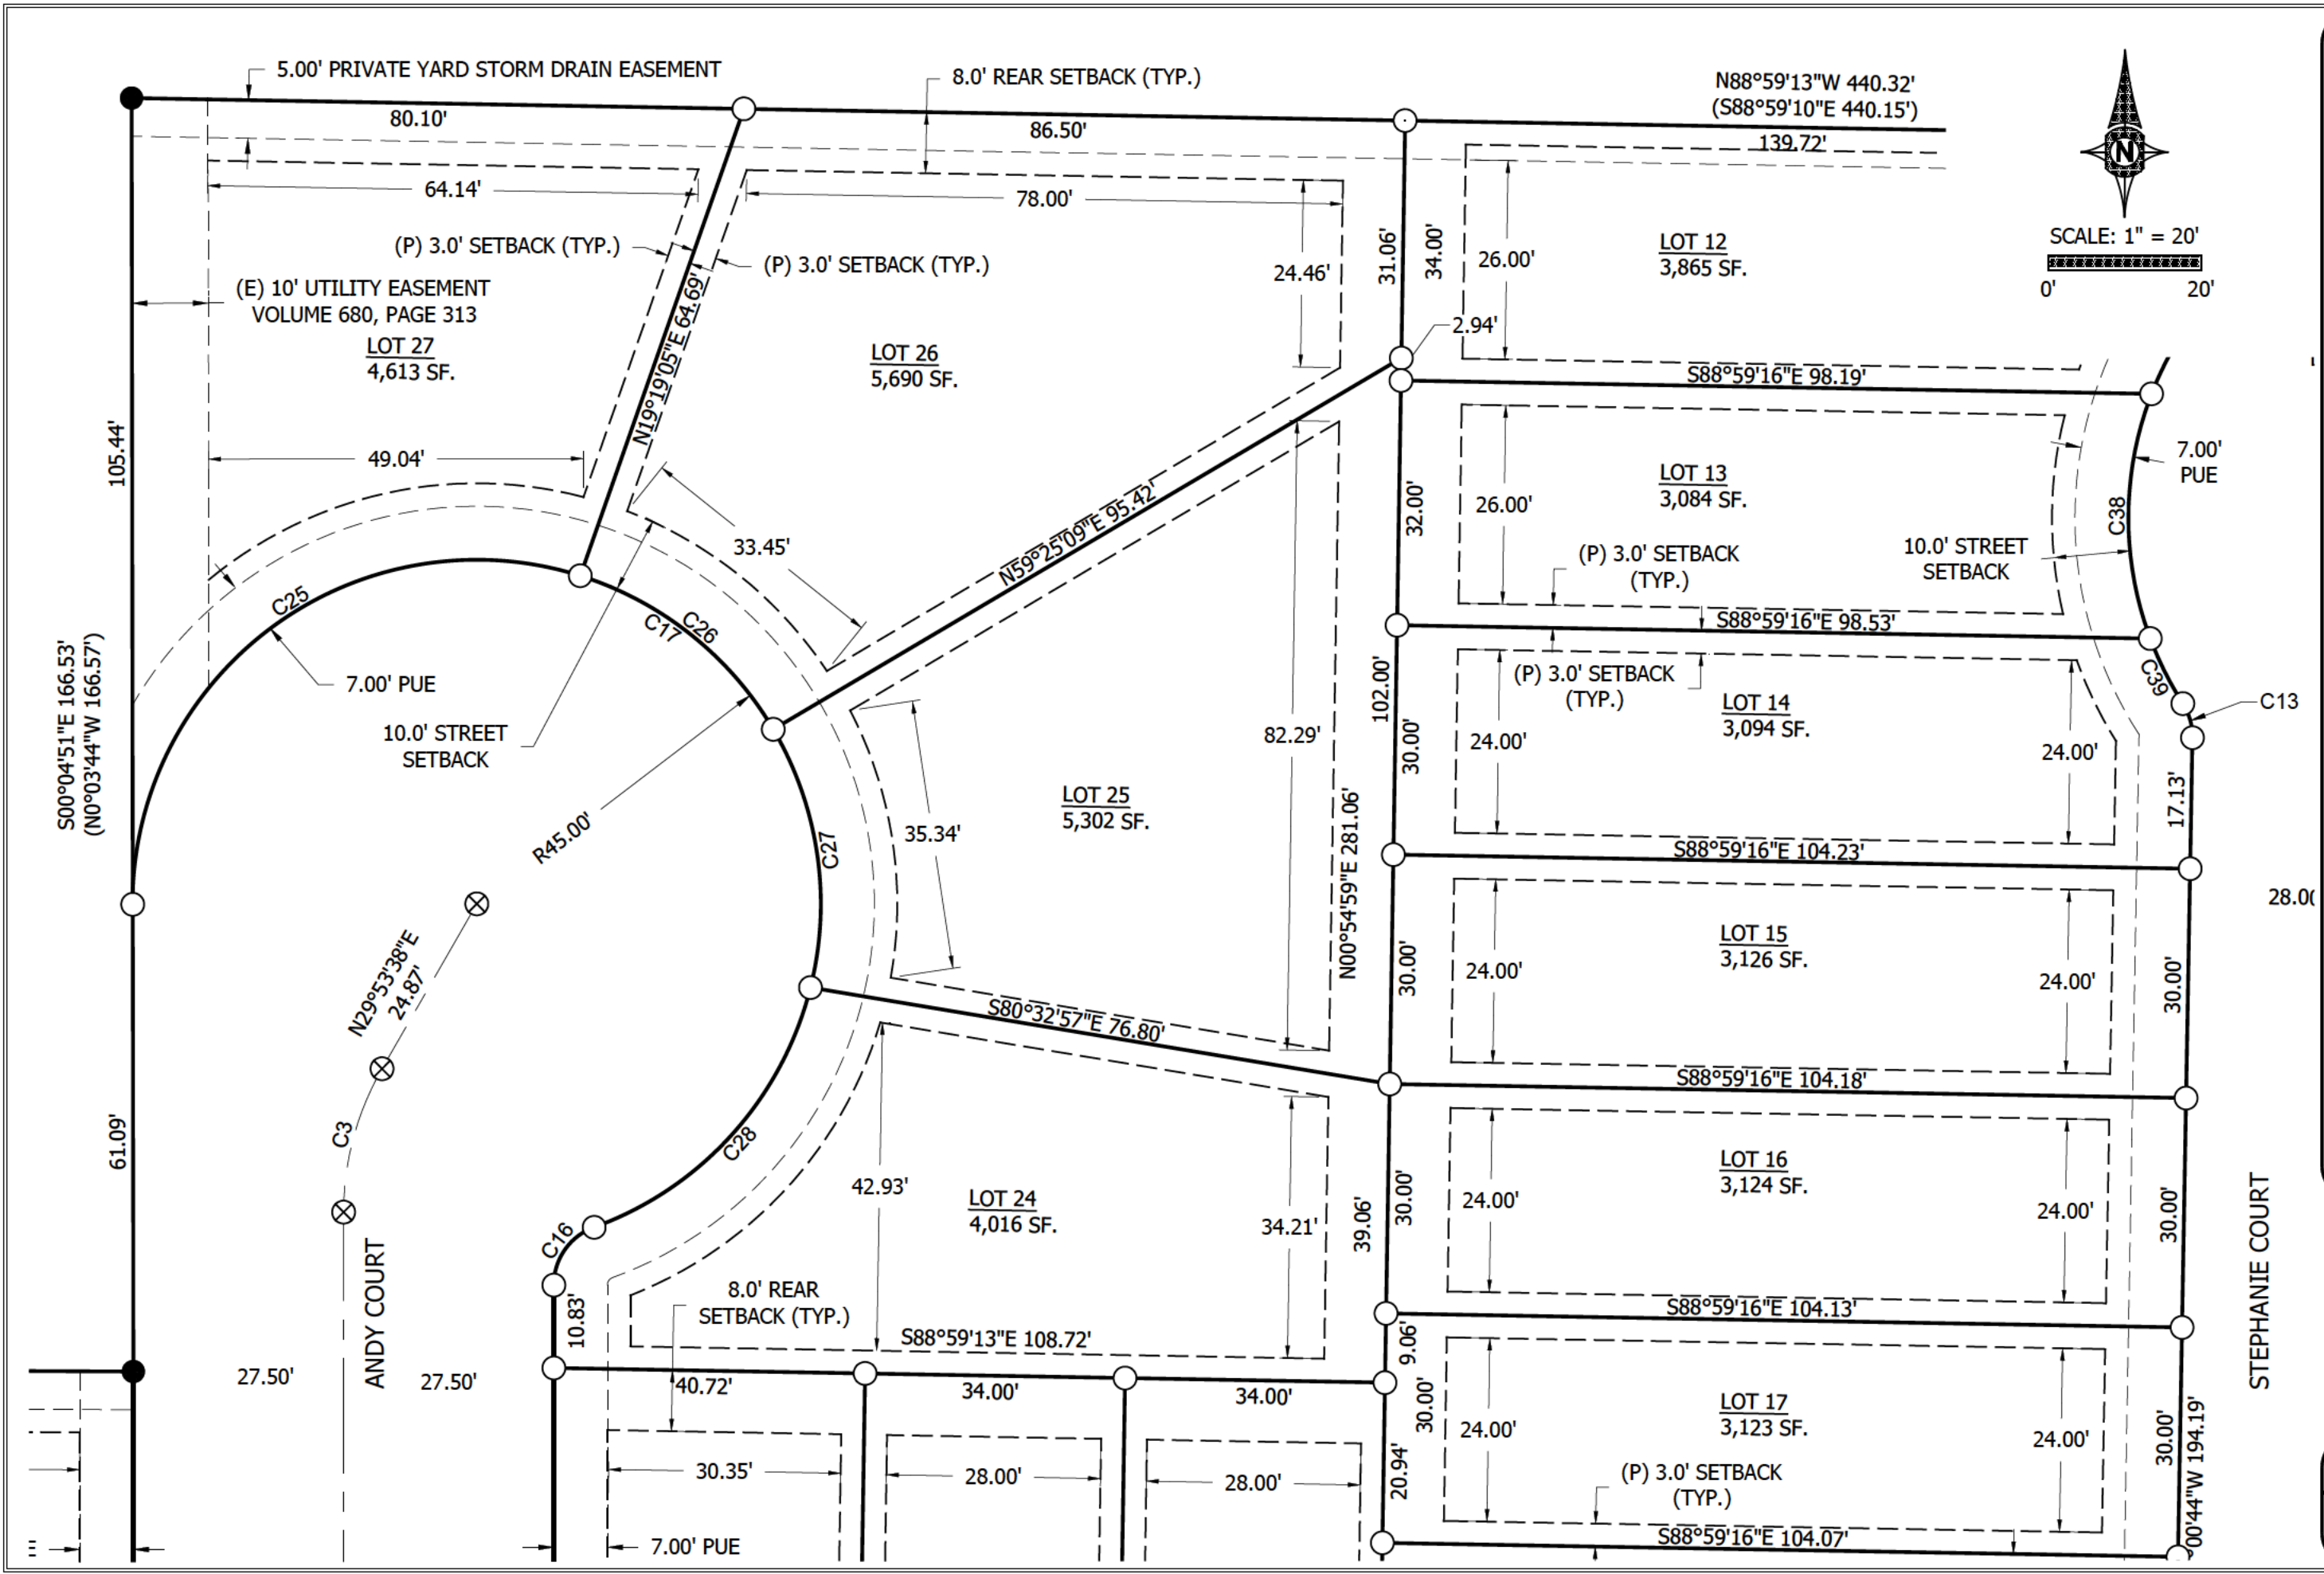 5.00' PRIVATE YARD STORM DRAIN EASEMENT
8.0' REAR SETBACK (TYP.)
N88°59'13"W 440.32'
(S88°59'10"E 440.15')
80.10'
86.50'
139.72'
N
SCALE: 1" = 20'
0'
20'
64.14'
78.00'
(P) 3.0' SETBACK (TYP.)
(P) 3.0' SETBACK (TYP.)
24.46'
31.06'
34.00'
26.00'
LOT 12
3,865 SF.
(E) 10' UTILITY EASEMENT
VOLUME 680, PAGE 313
LOT 27
4,613 SF.
N19°19'05"E 64.69'
LOT 26
5,690 SF.
2.94'
S88°59'16"E 98.19'
105.44'
49.04'
33.45'
N59°25'09"E 95.42'
32.00'
26.00'
LOT 13
3,084 SF.
7.00'
PUE
C38
(P) 3.0' SETBACK
(TYP.)
10.0' STREET
SETBACK
S88°59'16"E 98.53'
C25
C26
C17
S00°04'51"E 166.53'
(N0°03'44"W 166.57')
7.00' PUE
10.0' STREET
SETBACK
R45.00'
102.00'
(P) 3.0' SETBACK
(TYP.)
C39
C13
LOT 14
3,094 SF.
30.00'
24.00'
24.00'
17.13'
82.29'
LOT 25
5,302 SF.
35.34'
C27
N00°54'59"E 281.06'
S88°59'16"E 104.23'
28.00
N29°53'38"E
24.87'
30.00'
24.00'
LOT 15
3,126 SF.
24.00'
30.00'
S80°32'57"E 76.80'
S88°59'16"E 104.18'
61.09'
C3
C28
42.93'
LOT 24
4,016 SF.
34.21'
39.06'
30.00'
24.00'
LOT 16
3,124 SF.
24.00'
30.00'
C16
ANDY COURT
STEPHANIE COURT
10.83'
8.0' REAR
SETBACK (TYP.)
S88°59'13"E 108.72'
S88°59'16"E 104.13'
9.06'
27.50'
27.50'
40.72'
34.00'
34.00'
30.00'
24.00'
LOT 17
3,123 SF.
24.00'
30.00'
°00'44"W 194.19'
30.35'
28.00'
28.00'
20.94'
(P) 3.0' SETBACK
(TYP.)
S88°59'16"E 104.07'
7.00' PUE